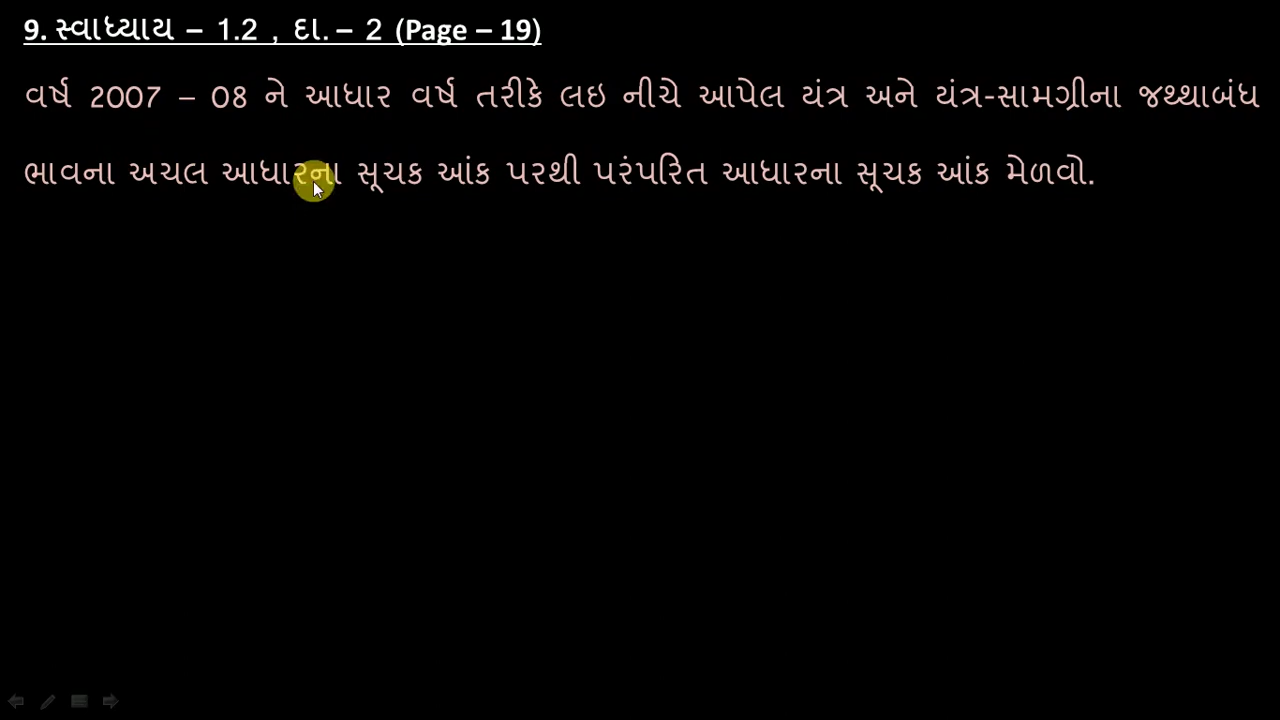 9. સ્વાધ્યાય – 1.2 , દા. – 2 (Page – 19)
વર્ષ 2007 – 08 ને આધાર વર્ષ તરીકે લઇ નીચે આપેલ યંત્ર અને યંત્ર-સામગ્રીના જથ્થાબંધ
ભાવના અચલ આધારના સૂચક આંક પરથી પરંપરિત આધારના સૂચક આંક મેળવો.